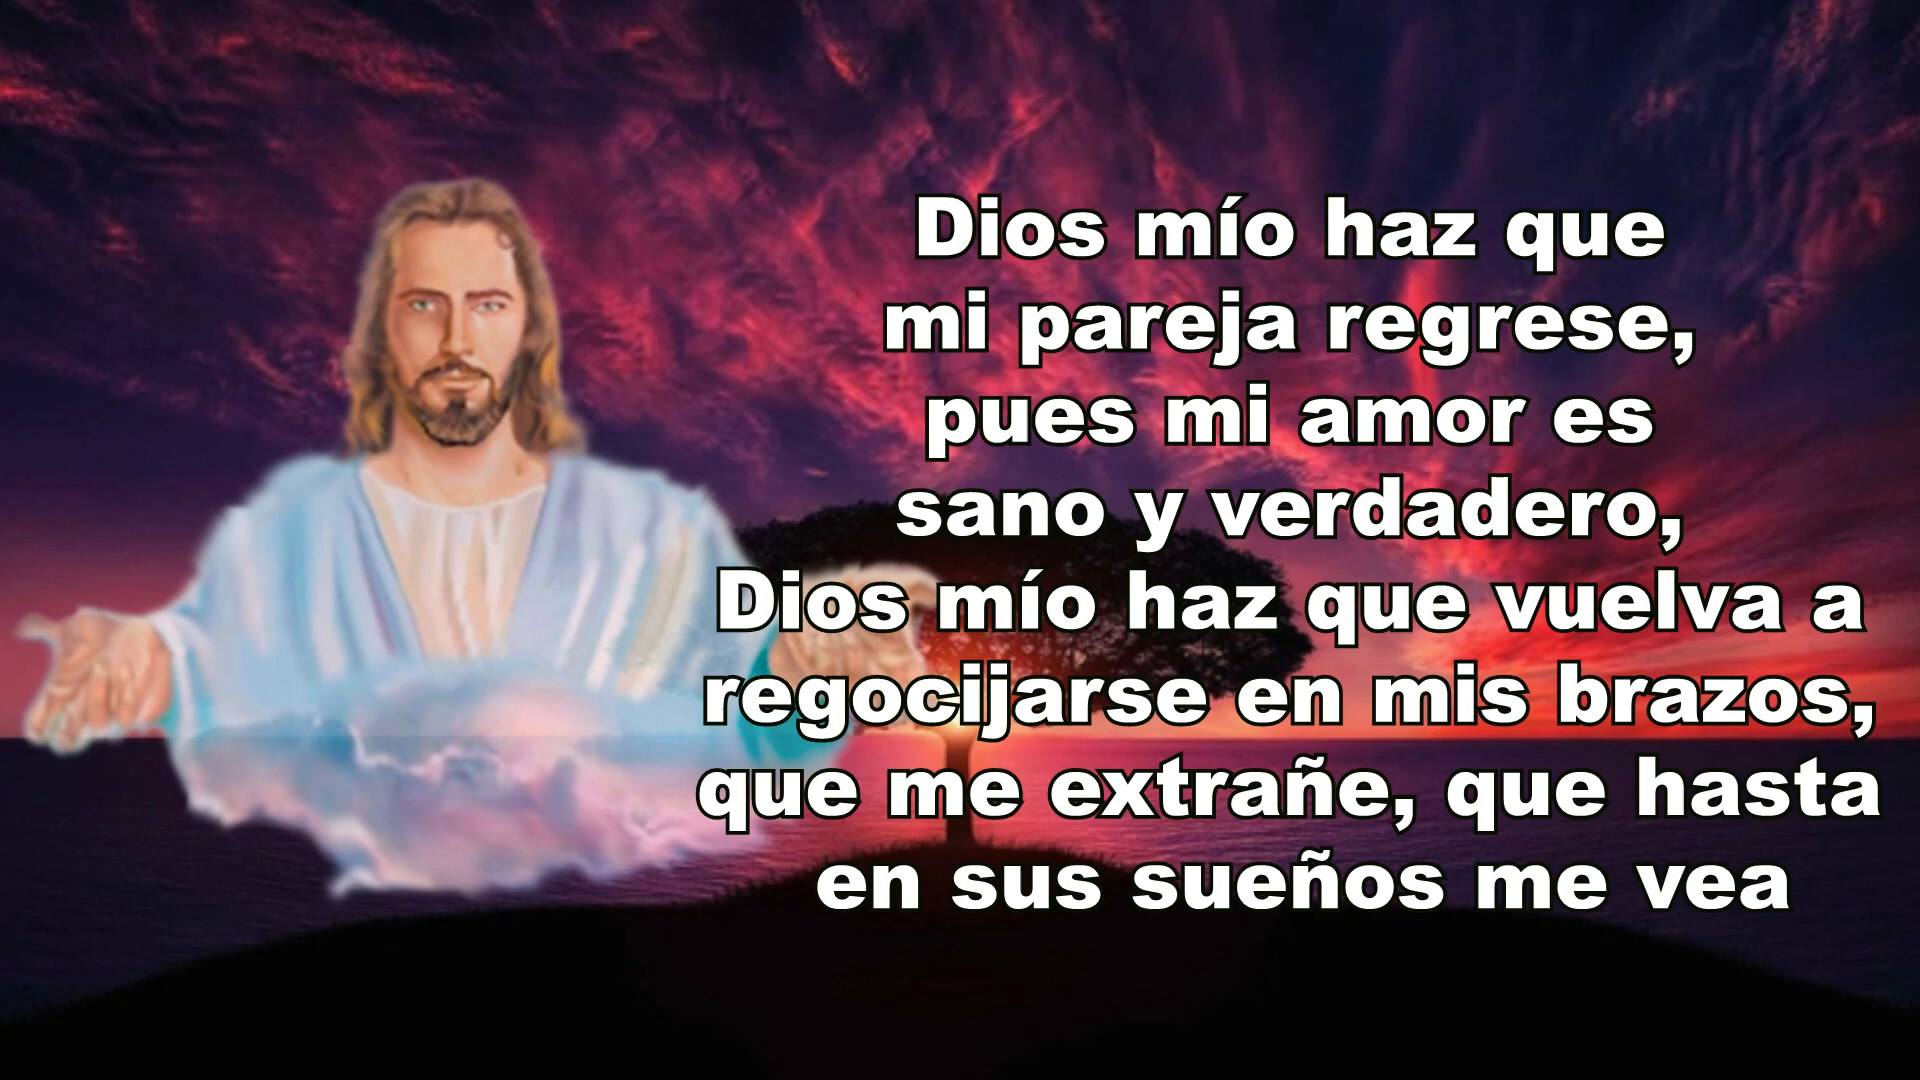 Dios mío haz que
mi pareja regrese,
pues mi amor es
sano y verdadero,
Dios mío haz que vuelva a
regocijarse en mis brazos,
que me extrañe, que hasta
en sus sueños me vea